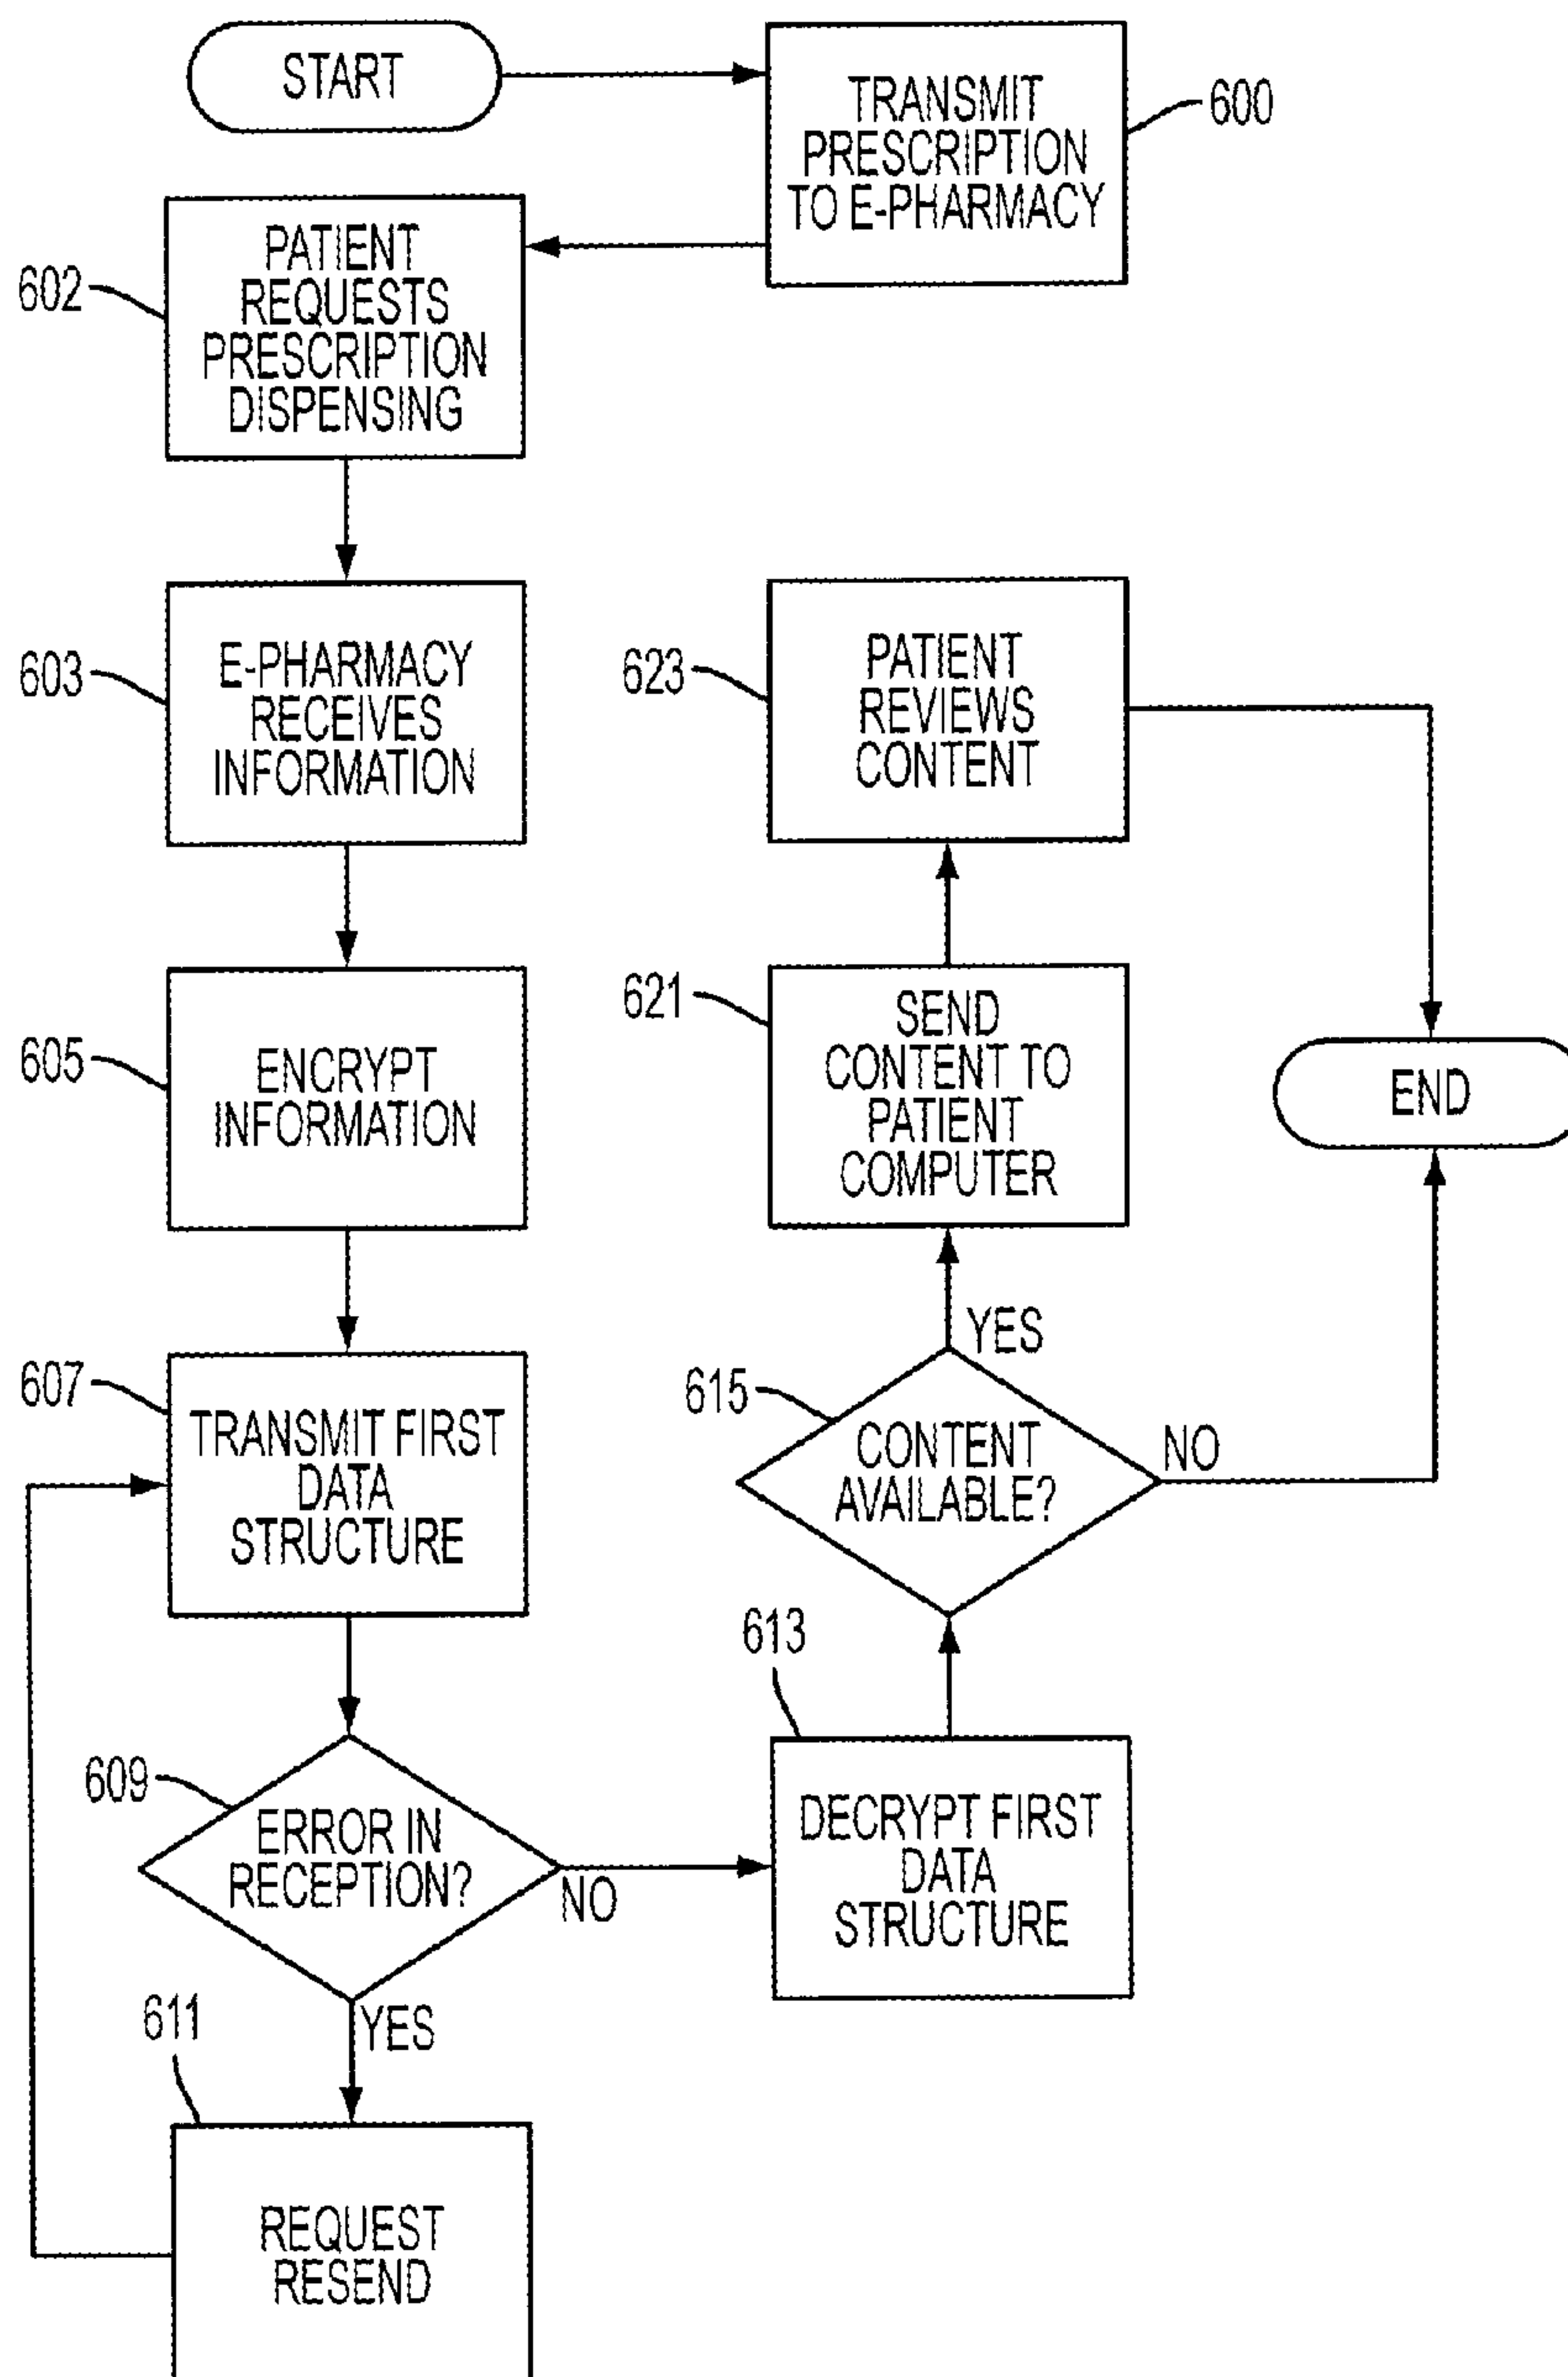 START
TRANSMIT
PRESCRIPTION
TO E-PHARMACY
600
602
PATIENT
REQUESTS
PRESCRIPTION
DISPENSING
603
E-PHARMACY
RECEIVES
INFORMATION
605
ENCRYPT
INFORMATION
607
TRANSMIT FIRST
DATA
STRUCTURE
609
ERROR IN
RECEPTION?
NO
YES
611
REQUEST
RESEND
613
DECRYPT FIRST
DATA
STRUCTURE
615
CONTENT
AVAILABLE?
NO
YES
621
SEND
CONTENT TO
PATIENT
COMPUTER
623
PATIENT
REVIEWS
CONTENT
END